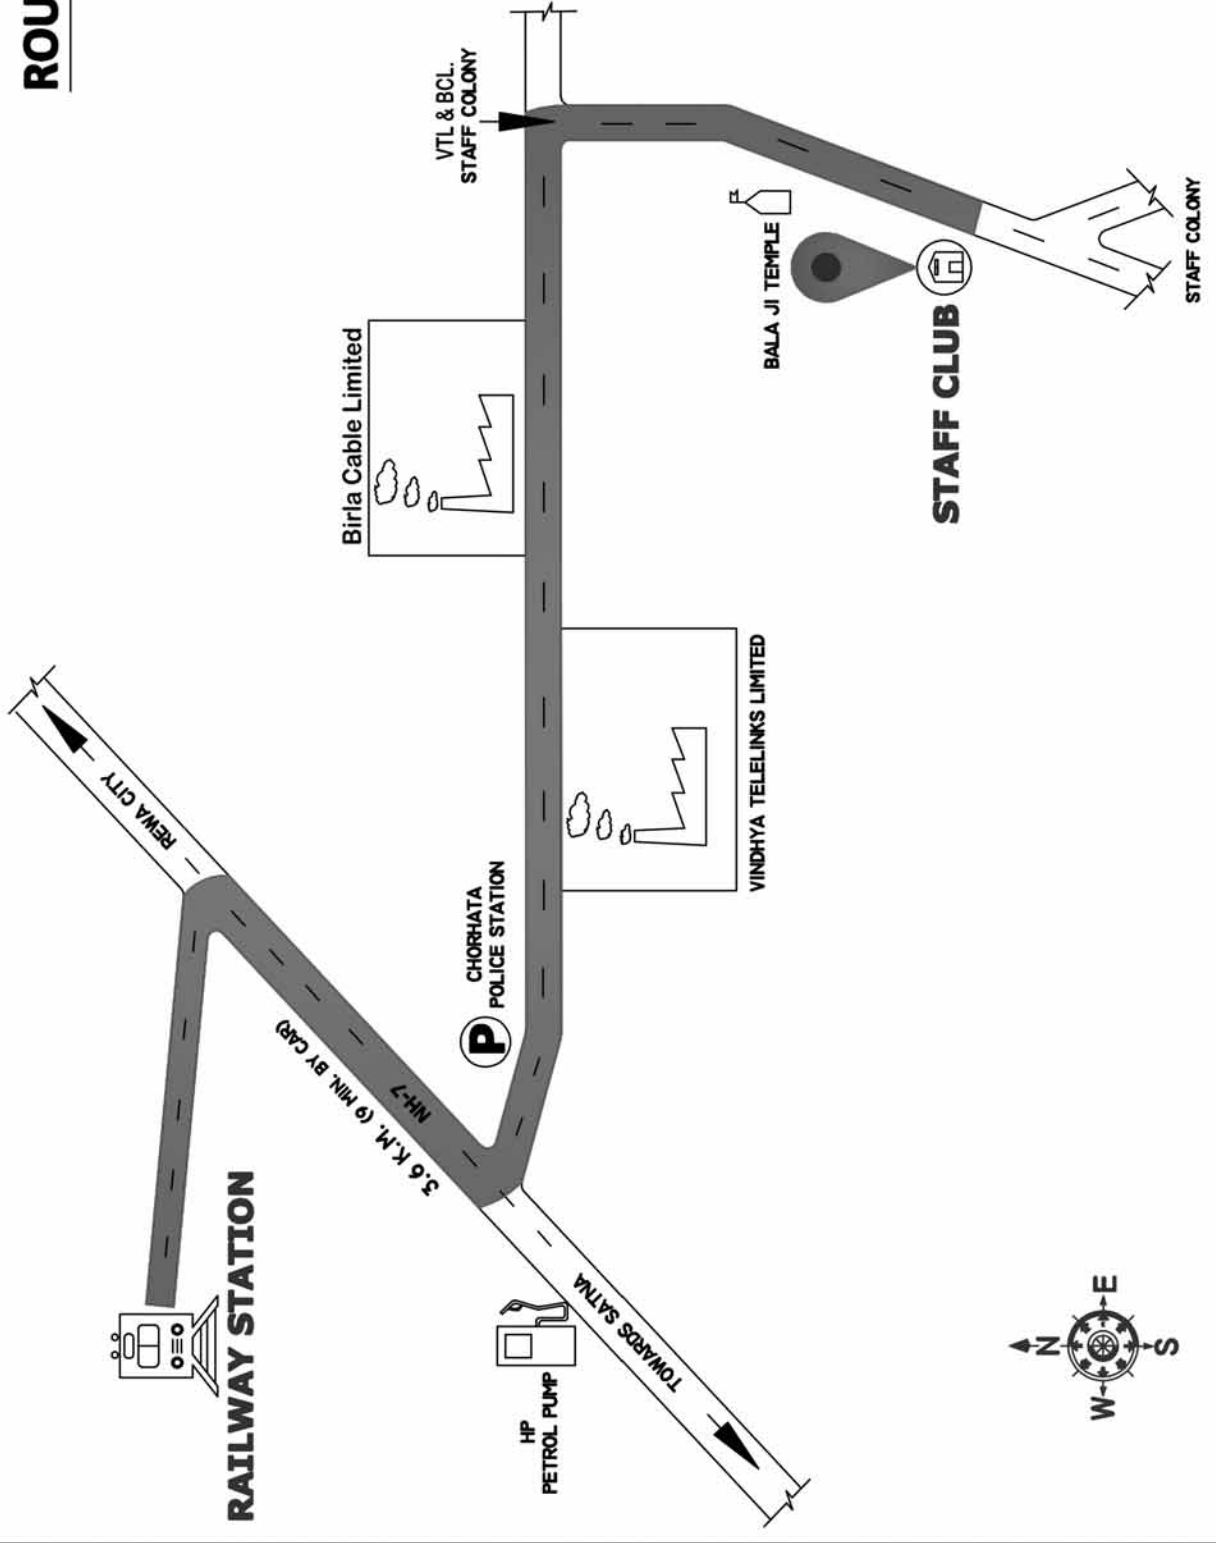 ROU
VTL & BCL.
STAFF COLONY
Birla Cable Limited
BALA JI TEMPLE
STAFF CLUB
STAFF COLONY
REWA CITY
VINDHYA TELELINKS LIMITED
CHORHATA
POLICE STATION
P
NH-7
3.6 K.M. (9 MIN. BY CAR)
RAILWAY STATION
HP
PETROL PUMP
TOWARDS SATNA
N
W
E
S